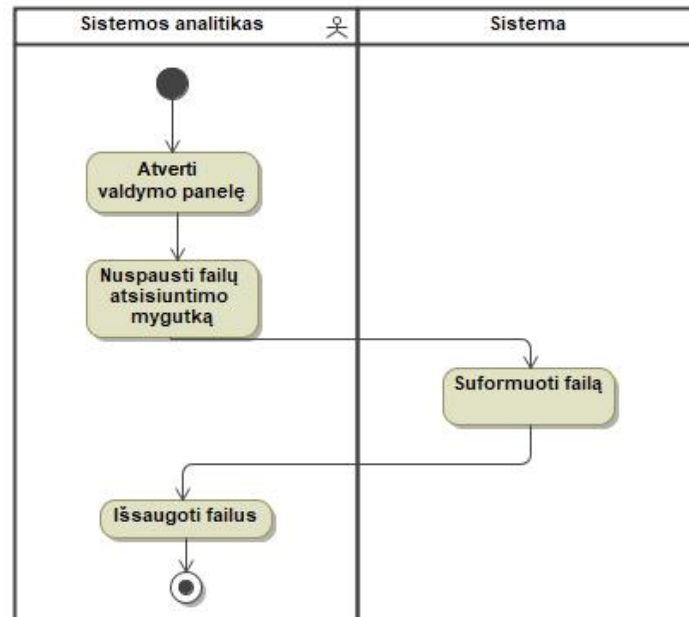 Sistemos analitikas
Sistema
Atverti
valdymo panelę
Nuspausti failų
atsisiuntimo
mygutką
Suformuoti failą
Išsaugoti failus